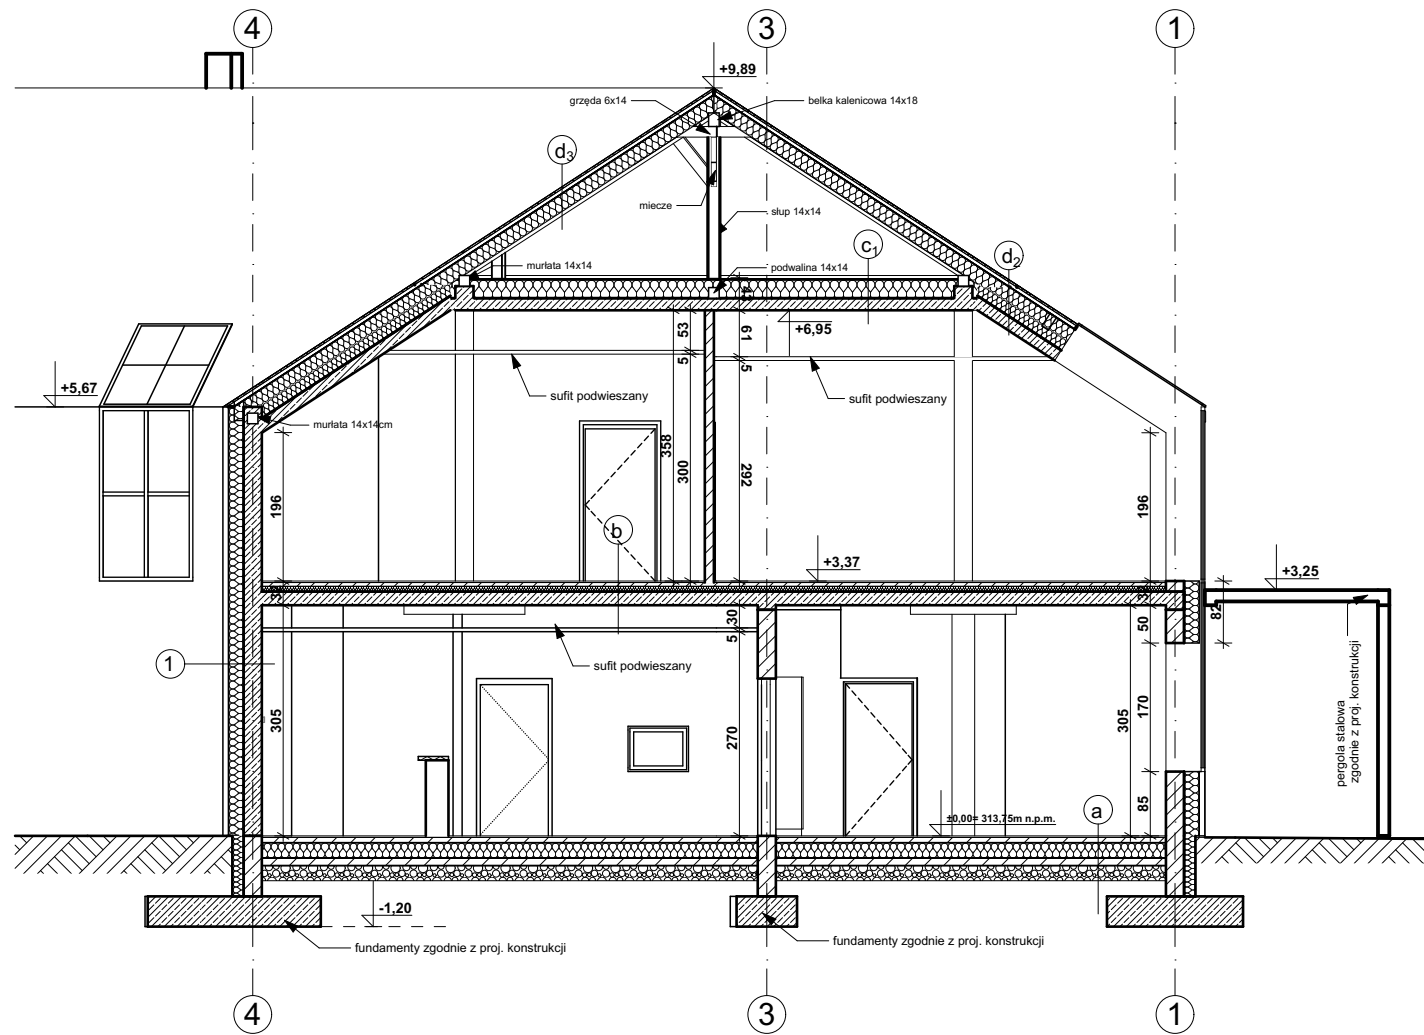 4
3
1
+9,89
grzęda 6x14
belka kalenicowa 14x18
d3
miecze
słup 14x14
c1
d2
murłata 14x14
podwalina 14x14
43
53
61
+6,95
5
5
sufit podwieszany
sufit podwieszany
+5,67
murłata 14x14cm
358
300
292
196
196
b
+3,37
+3,25
30
50
82
5
sufit podwieszany
1
305
270
305
170
85
pergola stalowa
zgodnie z proj. konstrukcji
a
±0,00= 313,75m n.p.m.
-1,20
fundamenty zgodnie z proj. konstrukcji
fundamenty zgodnie z proj. konstrukcji
4
3
1